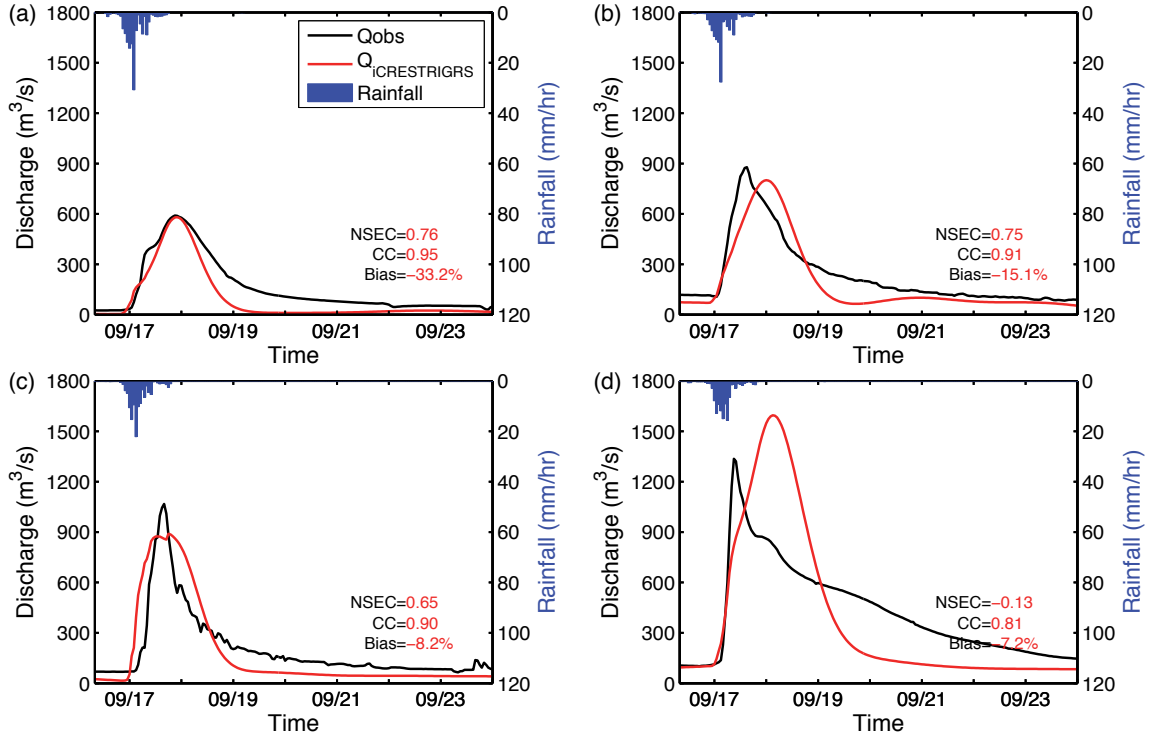 (a)
1800
1500
1200
900
600
300
0
Discharge (m³/s)
Qobs
Q_iCRESTRIGRS
Rainfall
NSEC=0.76
CC=0.95
Bias=−33.2%
0
20
40
60
80
100
120
Rainfall (mm/hr)
09/17 09/19 09/21 09/23
Time
(b)
1800
1500
1200
900
600
300
0
Discharge (m³/s)
NSEC=0.75
CC=0.91
Bias=−15.1%
0
20
40
60
80
100
120
Rainfall (mm/hr)
09/17 09/19 09/21 09/23
Time
(c)
1800
1500
1200
900
600
300
0
Discharge (m³/s)
NSEC=0.65
CC=0.90
Bias=−8.2%
0
20
40
60
80
100
120
Rainfall (mm/hr)
09/17 09/19 09/21 09/23
Time
(d)
1800
1500
1200
900
600
300
0
Discharge (m³/s)
NSEC=−0.13
CC=0.81
Bias=−7.2%
0
20
40
60
80
100
120
Rainfall (mm/hr)
09/17 09/19 09/21 09/23
Time